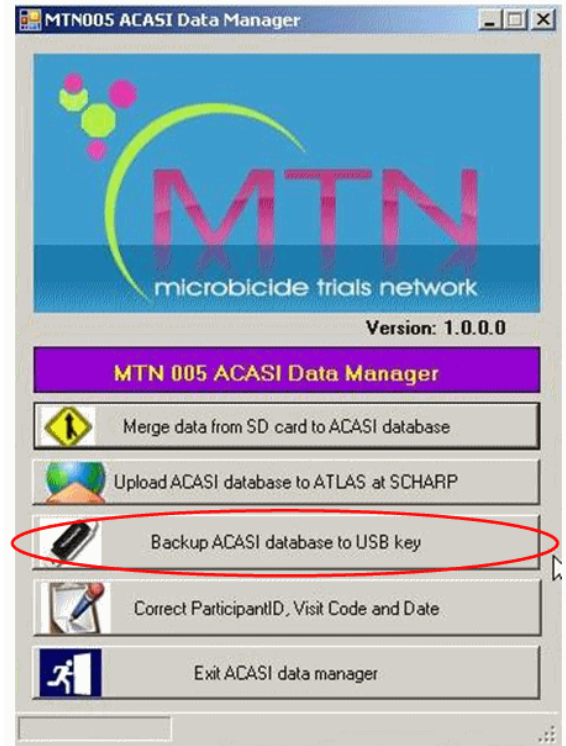 MTN005 ACASI Data Manager
MTN
microbicide trials network
Version: 1.0.0.0
MTN 005 ACASI Data Manager
Merge data from SD card to ACASI database
Upload ACASI database to ATLAS at SCHARP
Backup ACASI database to USB key
Correct ParticipantID, Visit Code and Date
Exit ACASI data manager